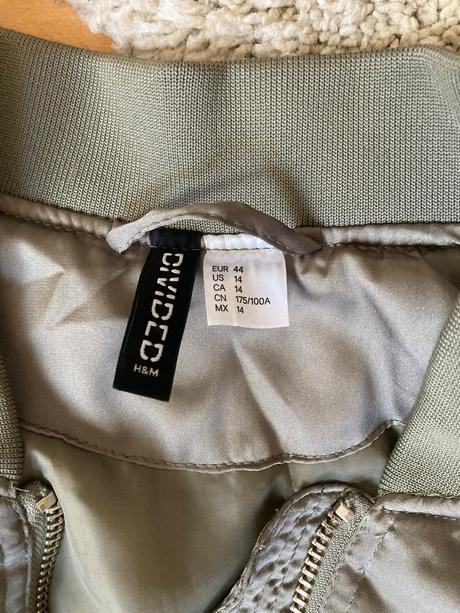 DIVIDED
H&M
EUR 44
US 14
CA 14
CN 175/100A
MX 14